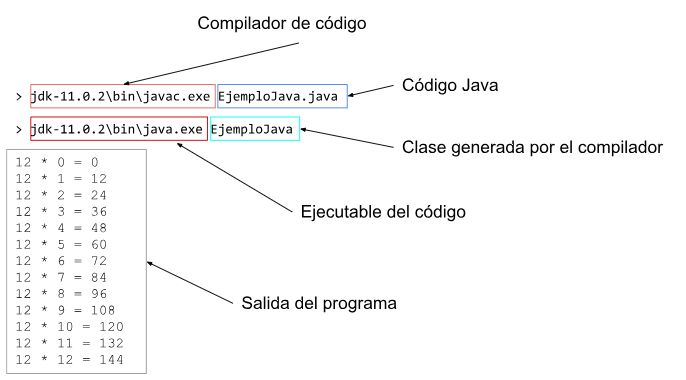 Compilador de código
> jdk-11.0.2\bin\javac.exe EjemploJava.java
Código Java
> jdk-11.0.2\bin\java.exe EjemploJava
Clase generada por el compilador
12 * 0 = 0
12 * 1 = 12
12 * 2 = 24
12 * 3 = 36
12 * 4 = 48
12 * 5 = 60
12 * 6 = 72
12 * 7 = 84
12 * 8 = 96
12 * 9 = 108
12 * 10 = 120
12 * 11 = 132
12 * 12 = 144
Ejecutable del código
Salida del programa